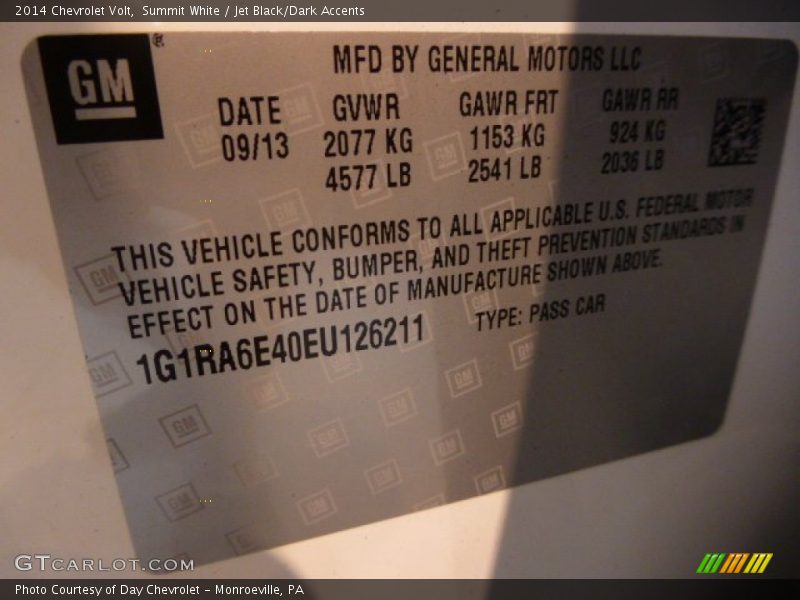 2014 Chevrolet Volt, Summit White / Jet Black/Dark Accents
GM
MFD BY GENERAL MOTORS LLC
DATE GVWR GAWR FRT GAWR RR
09/13 2077 KG 1153 KG 924 KG
4577 LB 2541 LB 2036 LB
THIS VEHICLE CONFORMS TO ALL APPLICABLE U.S. FEDERAL MOTOR
VEHICLE SAFETY, BUMPER, AND THEFT PREVENTION STANDARDS IN
EFFECT ON THE DATE OF MANUFACTURE SHOWN ABOVE.
1G1RA6E40EU126211 TYPE: PASS CAR
GTCARLOT.COM
Photo Courtesy of Day Chevrolet - Monroeville, PA